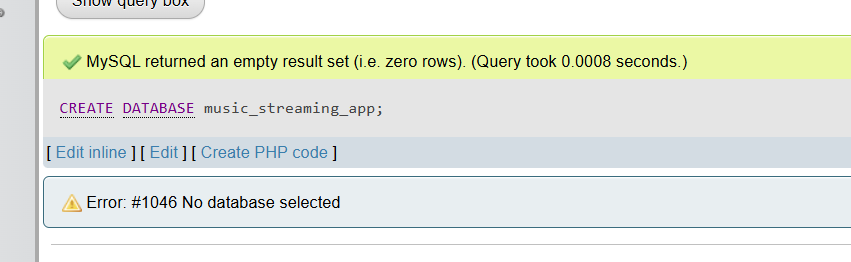 Show query box
MySQL returned an empty result set (i.e. zero rows). (Query took 0.0008 seconds.)
CREATE DATABASE music_streaming_app;
[ Edit inline ] [ Edit ] [ Create PHP code ]
Error: #1046 No database selected